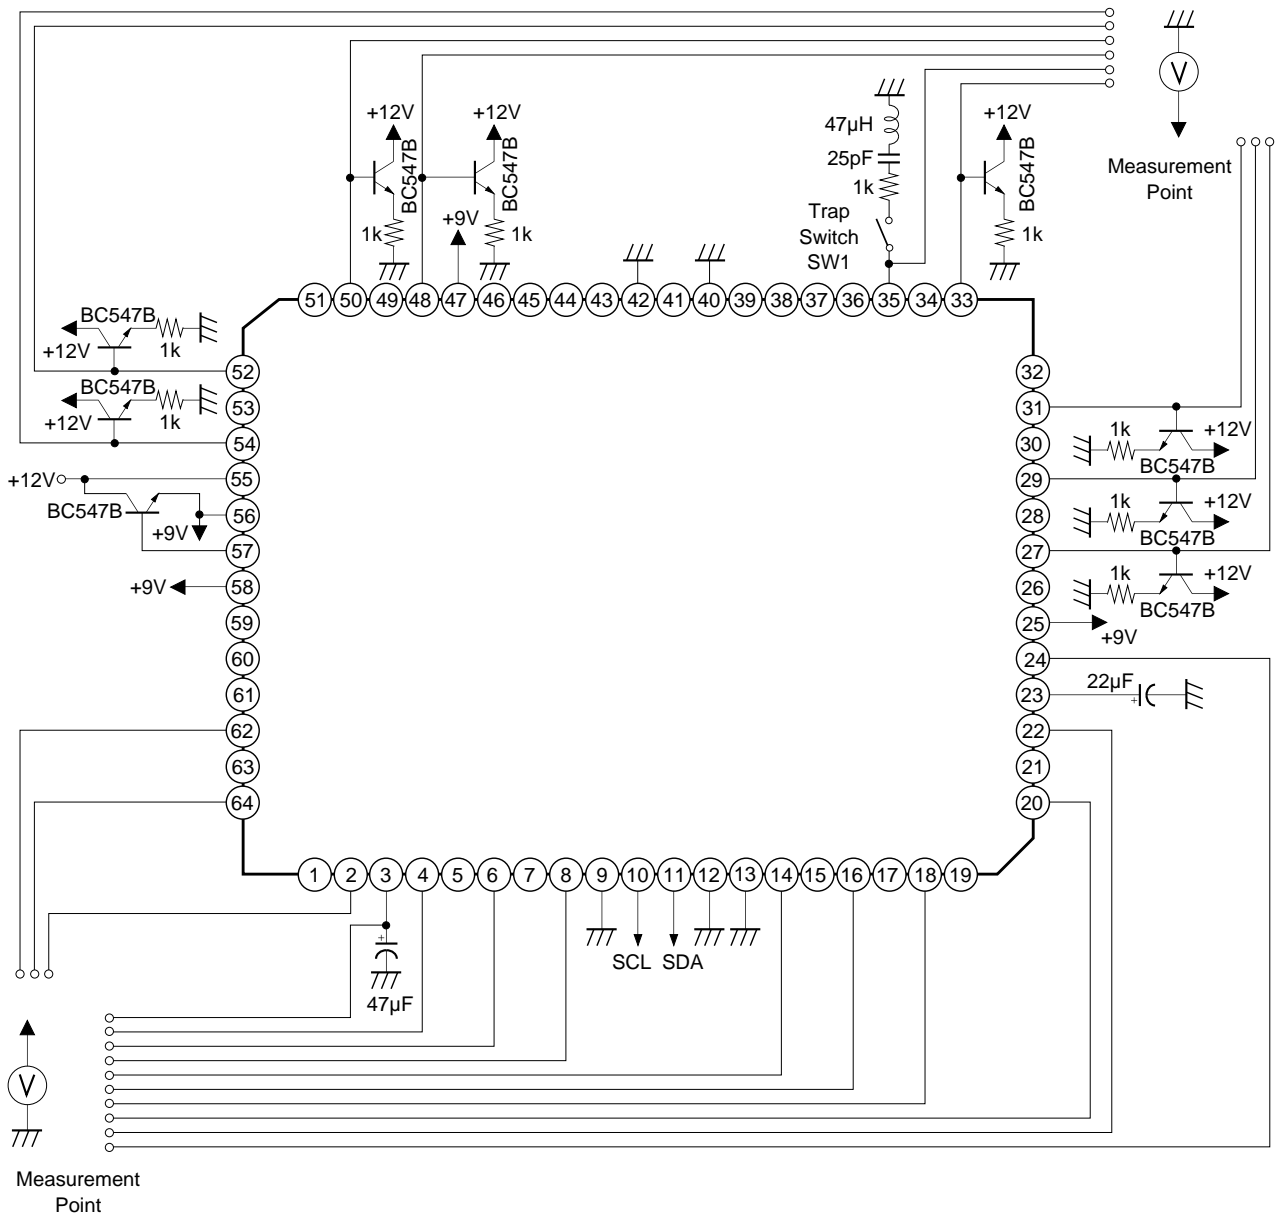 V
+12V
+12V
+12V
47µH
25pF
1k
BC547B
BC547B
BC547B
Measurement
Point
+9V
1k
1k
1k
Trap
Switch
SW1
51 50 49 48 47 46 45 44 43 42 41 40 39 38 37 36 35 34 33
BC547B
+12V
1k
52
32
BC547B
+12V
1k
53
31
54
30
1k
+12V
BC547B
+12V
55
29
BC547B
+9V
56
28
1k
+12V
BC547B
57
27
+9V
58
26
1k
+12V
BC547B
59
25
+9V
60
24
61
23
22µF
+
62
22
63
21
64
20
1 2 3 4 5 6 7 8 9 10 11 12 13 14 15 16 17 18 19
+
47µF
SCL SDA
V
Measurement
Point